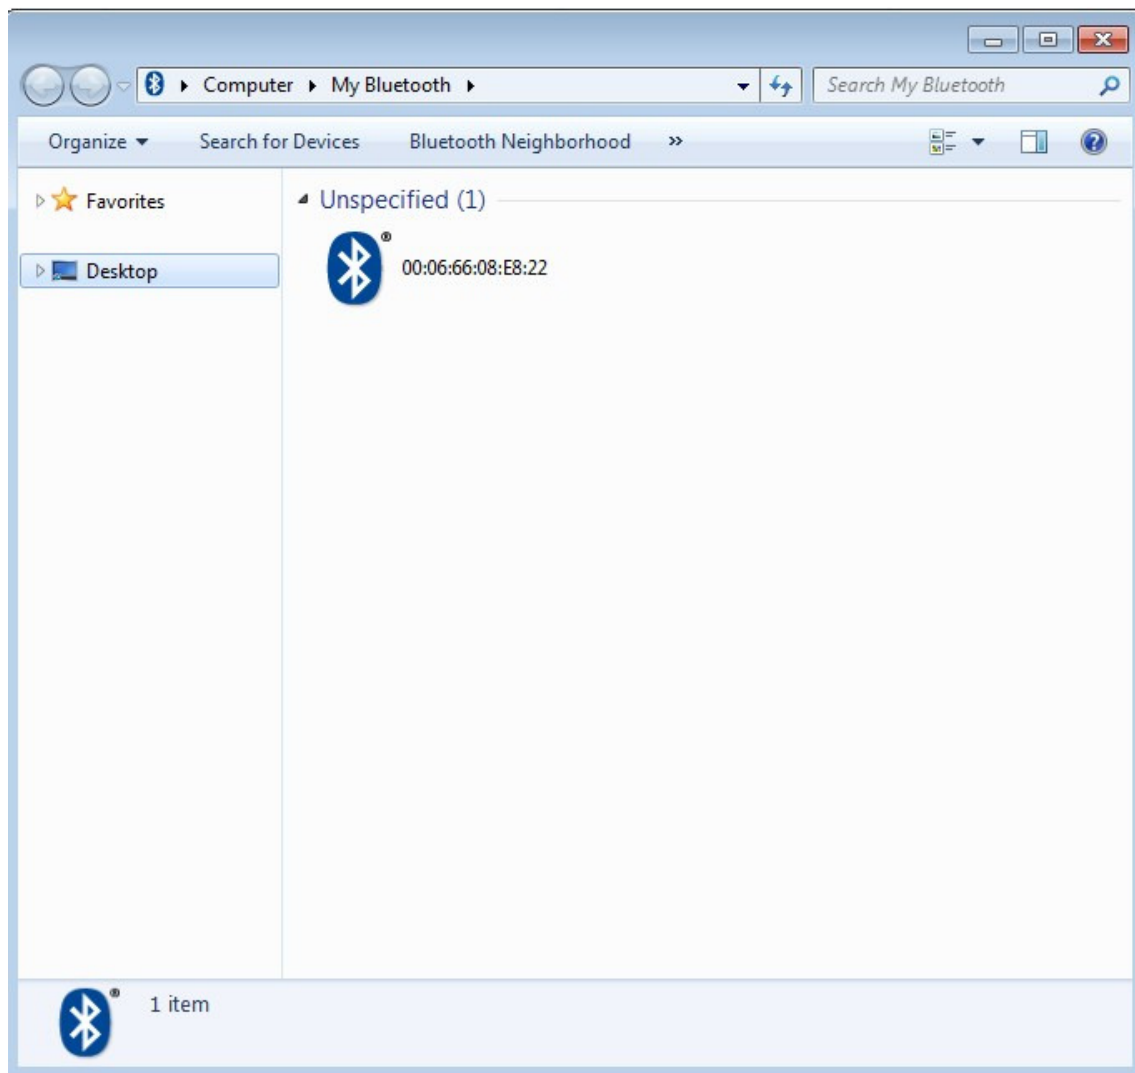 Computer ▸ My Bluetooth ▸ Search My Bluetooth
Organize Search for Devices Bluetooth Neighborhood »
Favorites
Desktop
Unspecified (1)
00:06:66:08:E8:22
1 item